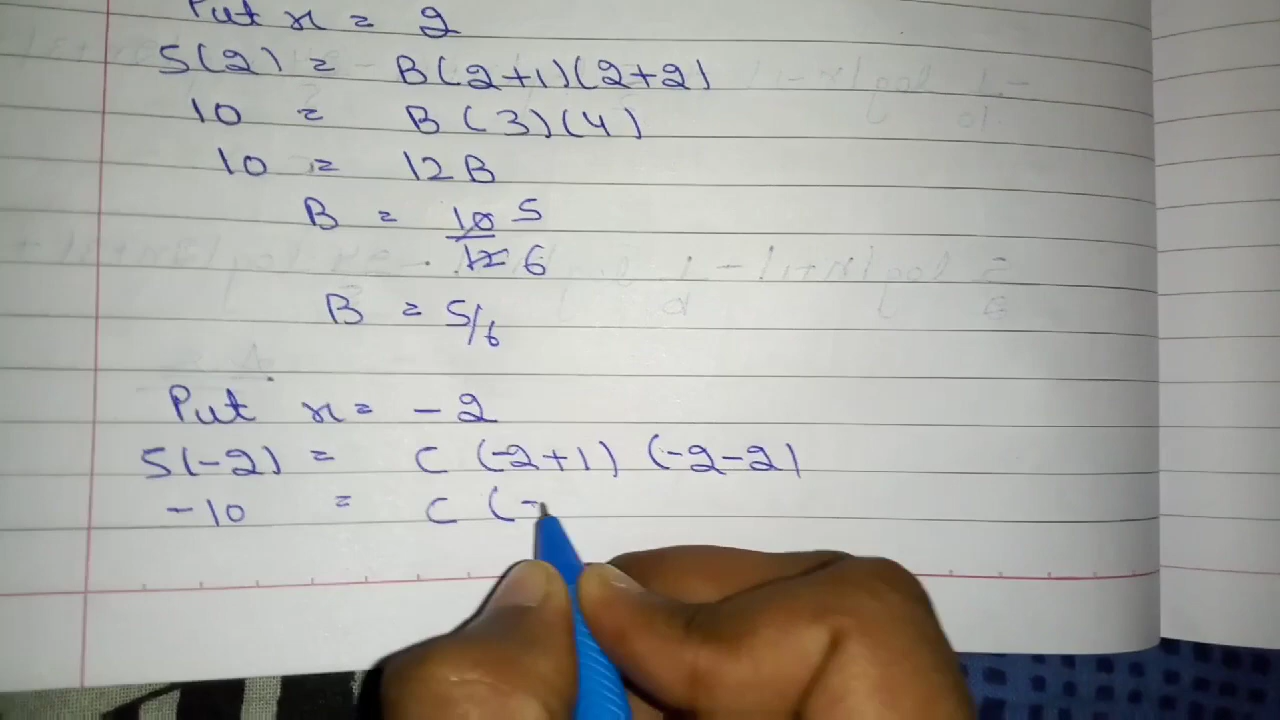 Put x = 2
5(2) = B(2+1)(2+2)
10 = B(3)(4)
10 = 12B
B = 10 5
12 6
B = 5/6
Put x = -2
5(-2) = C (-2+1) (-2-2)
-10 = C (-